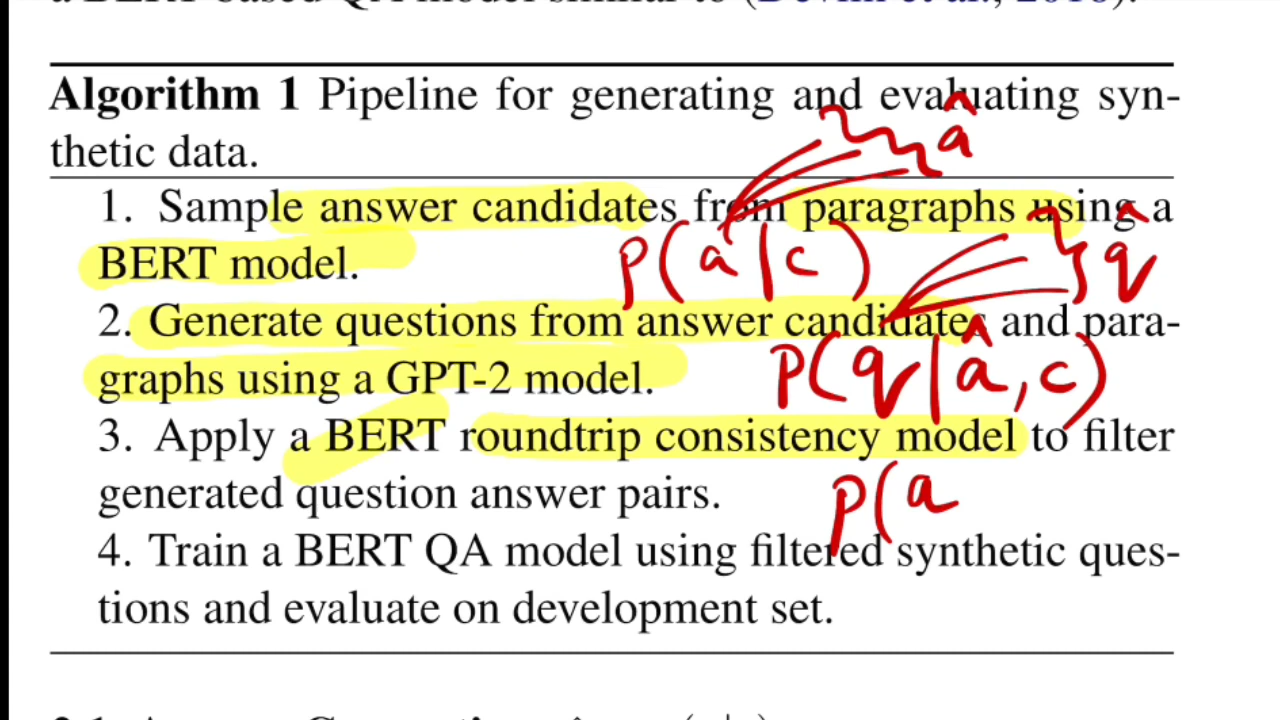 Algorithm 1 Pipeline for generating and evaluating syn-
â
thetic data.
1. Sample answer candidates from paragraphs using a
BERT model.
p(a|c)
q̂
2. Generate questions from answer candidates and para-
graphs using a GPT-2 model.
p(q|â,c)
3. Apply a BERT roundtrip consistency model to filter
generated question answer pairs.
p(a
4. Train a BERT QA model using filtered synthetic ques-
tions and evaluate on development set.